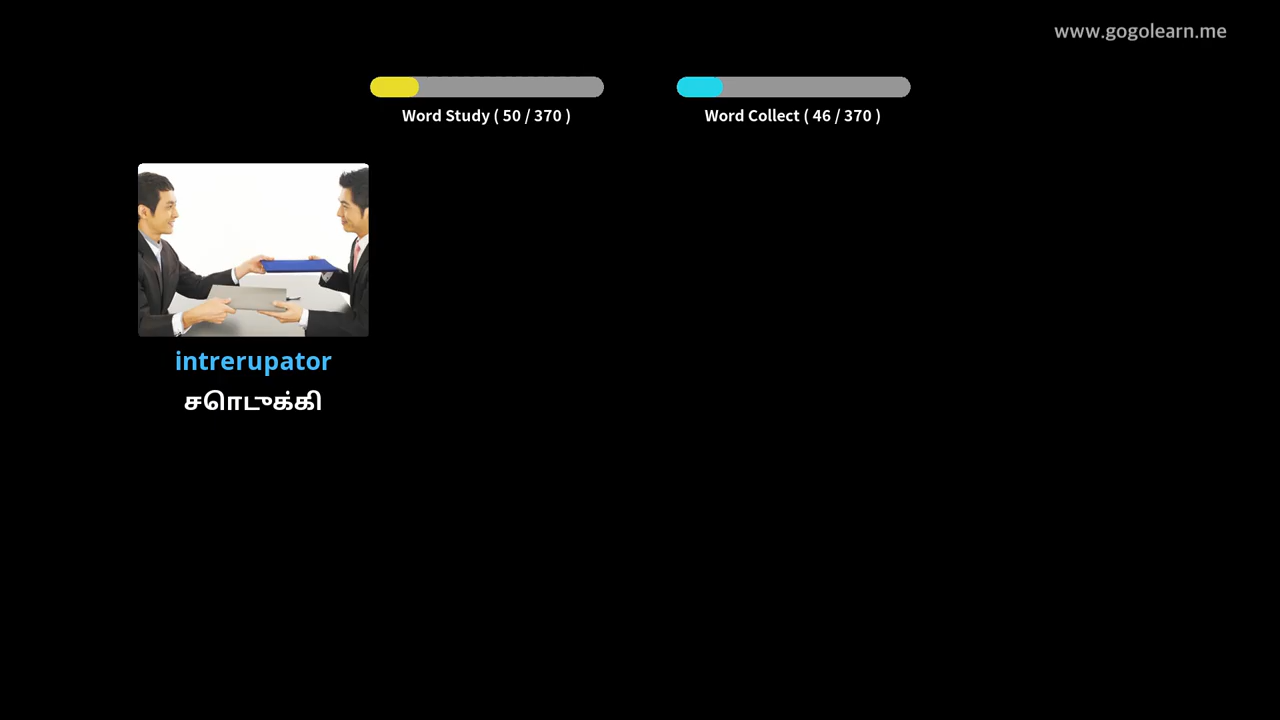 www.gogolearn.me
Word Study ( 50 / 370 )
Word Collect ( 46 / 370 )
intrerupator
சொடுக்கி